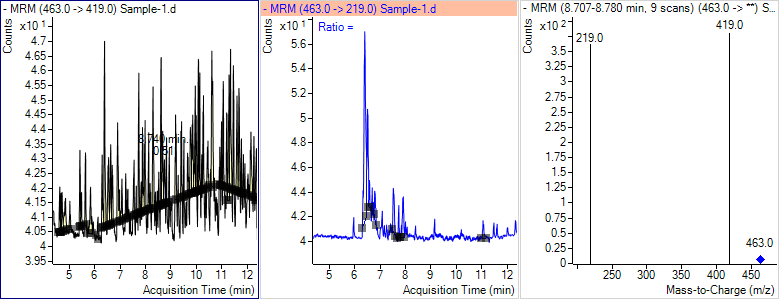 - MRM (463.0 -> 419.0) Sample-1.d
Counts
x10 1
4.7
4.65
4.6
4.55
4.5
4.45
4.4
4.35
4.3
4.25
4.2
4.15
4.1
4.05
4
3.95
8.740 min.
5 6 7 8 9 10 11 12
Acquisition Time (min)
- MRM (463.0 -> 219.0) Sample-1.d
Counts
x10 1
Ratio =
5.6
5.4
5.2
5
4.8
4.6
4.4
4.2
4
5 6 7 8 9 10 11 12
Acquisition Time (min)
- MRM (8.707-8.780 min, 9 scans) (463.0 -> **) S...
Counts
x10 2
219.0
419.0
3.75
3.5
3.25
3
2.75
2.5
2.25
2
1.75
1.5
1.25
1
0.75
0.5
0.25
0
463.0
250 300 350 400 450
Mass-to-Charge (m/z)